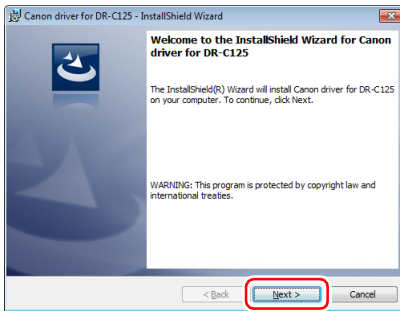 Canon driver for DR-C125 - InstallShield Wizard
Welcome to the InstallShield Wizard for Canon
driver for DR-C125
The InstallShield(R) Wizard will install Canon driver for DR-C125
on your computer. To continue, click Next.
WARNING: This program is protected by copyright law and
international treaties.
< Back
Next >
Cancel